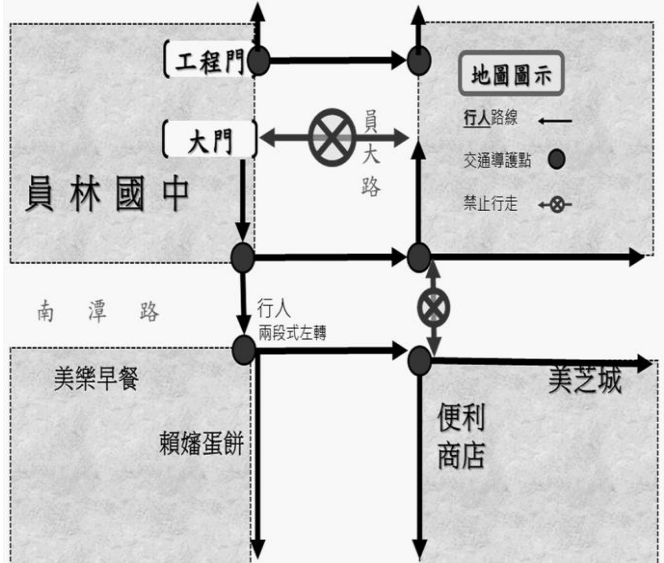 工程門
地圖圖示
行人路線
員大路
大門
交通導護點
員林國中
禁止行走
南潭路
行人
兩段式左轉
美樂早餐
美芝城
賴嬸蛋餅
便利
商店